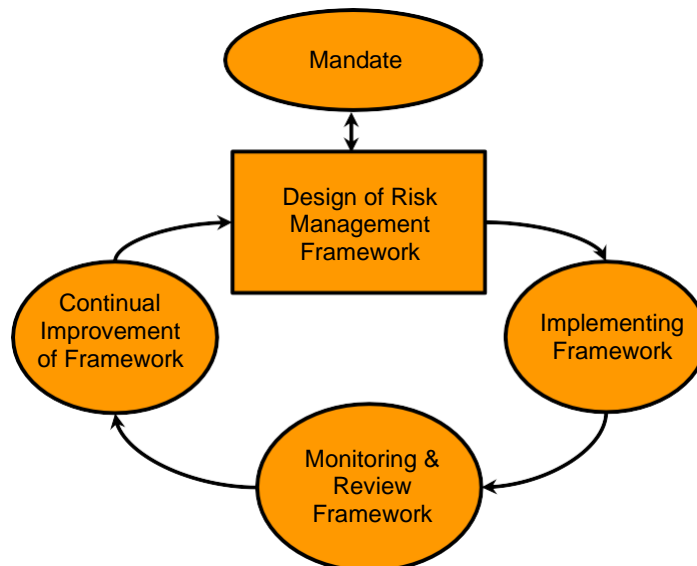 Mandate
Design of Risk
Management
Framework
Continual
Improvement
of Framework
Implementing
Framework
Monitoring &
Review
Framework